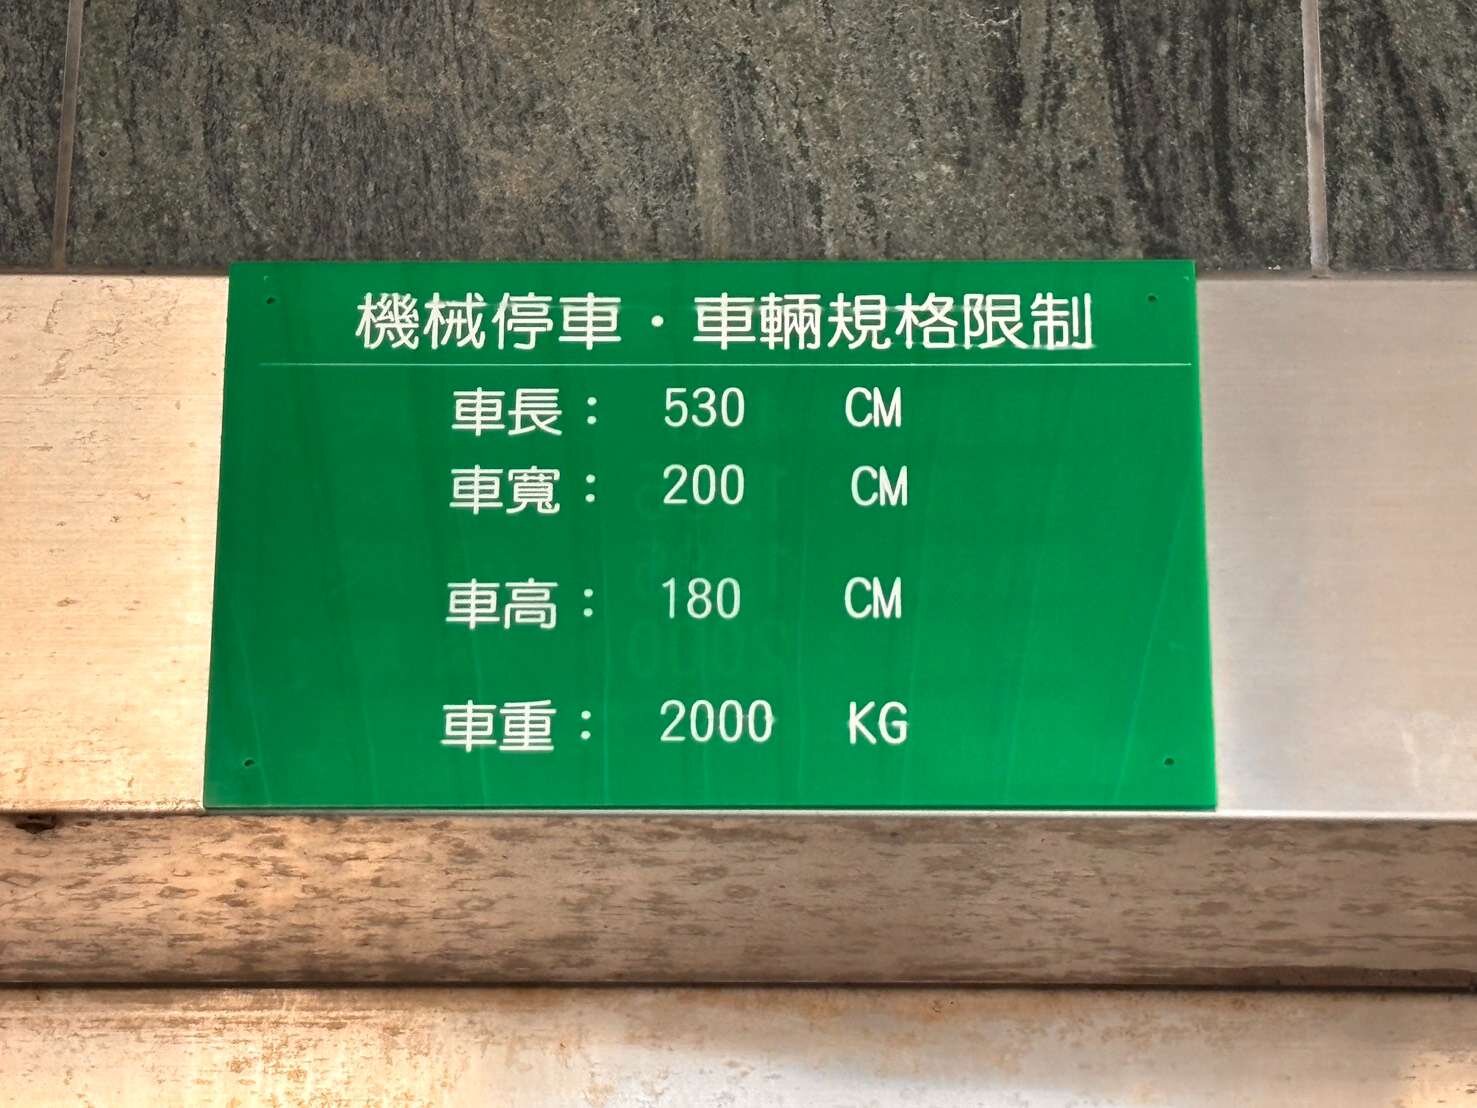 機械停車・車輛規格限制
車長： 530 CM
車寬： 200 CM
車高： 180 CM
車重： 2000 KG